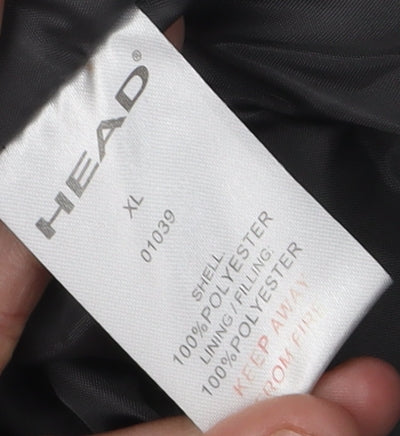 HEAD®
XL
01039
SHELL
100%POLYESTER
LINING/FILLING:
100%POLYESTER
KEEP AWAY
FROM FIRE